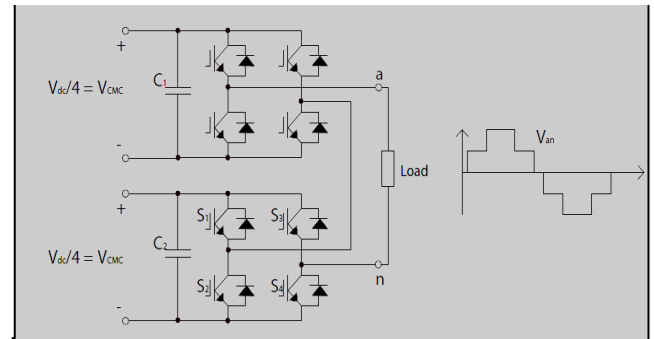 +
C1
Vdc/4 = VCMC
-
a
Load
Van
+
S1
S3
C2
Vdc/4 = VCMC
S2
S4
-
n